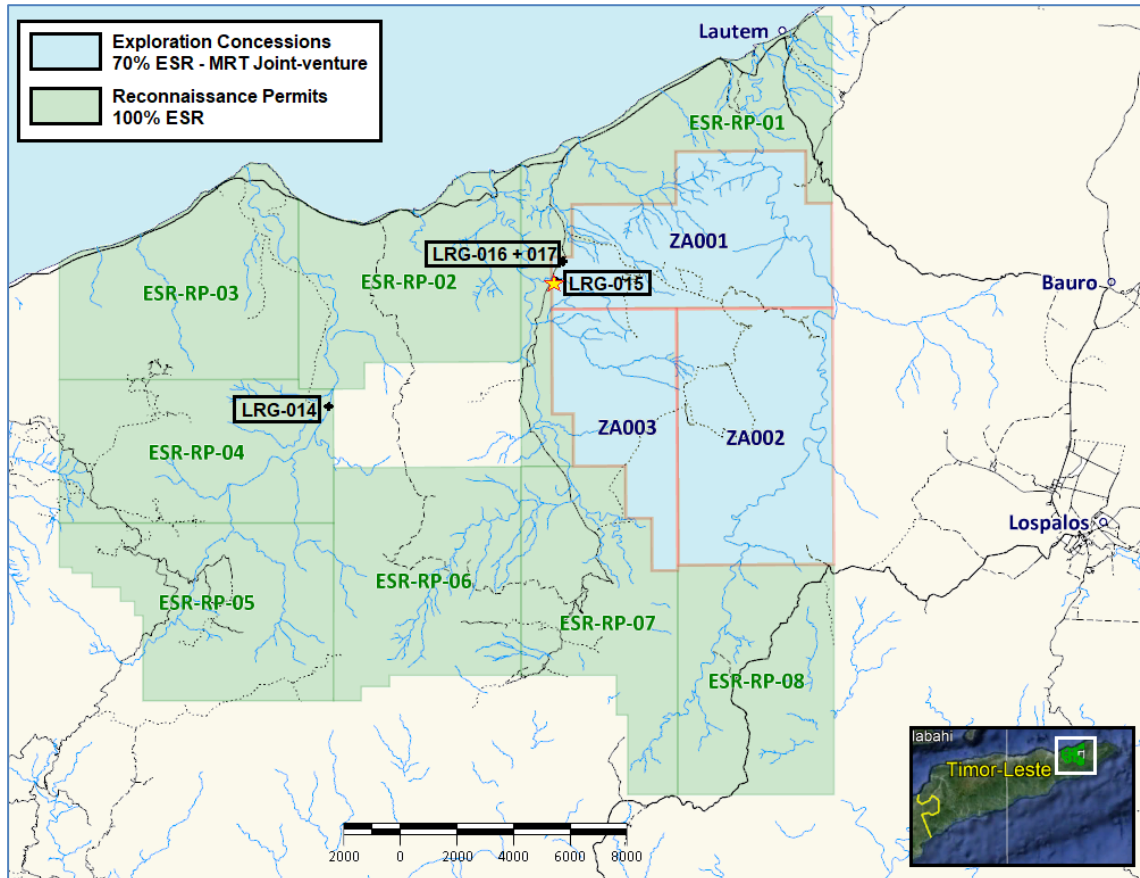 Exploration Concessions
70% ESR - MRT Joint-venture
Reconnaissance Permits
100% ESR
Lautem
ESR-RP-01
ZA001
LRG-016 + 017
ESR-RP-02
ESR-RP-03
LRG-015
Bauro
LRG-014
ZA003
ZA002
ESR-RP-04
Lospalos
ESR-RP-06
ESR-RP-05
ESR-RP-07
ESR-RP-08
labahi
Timor-Leste
2000 0 2000 4000 6000 8000